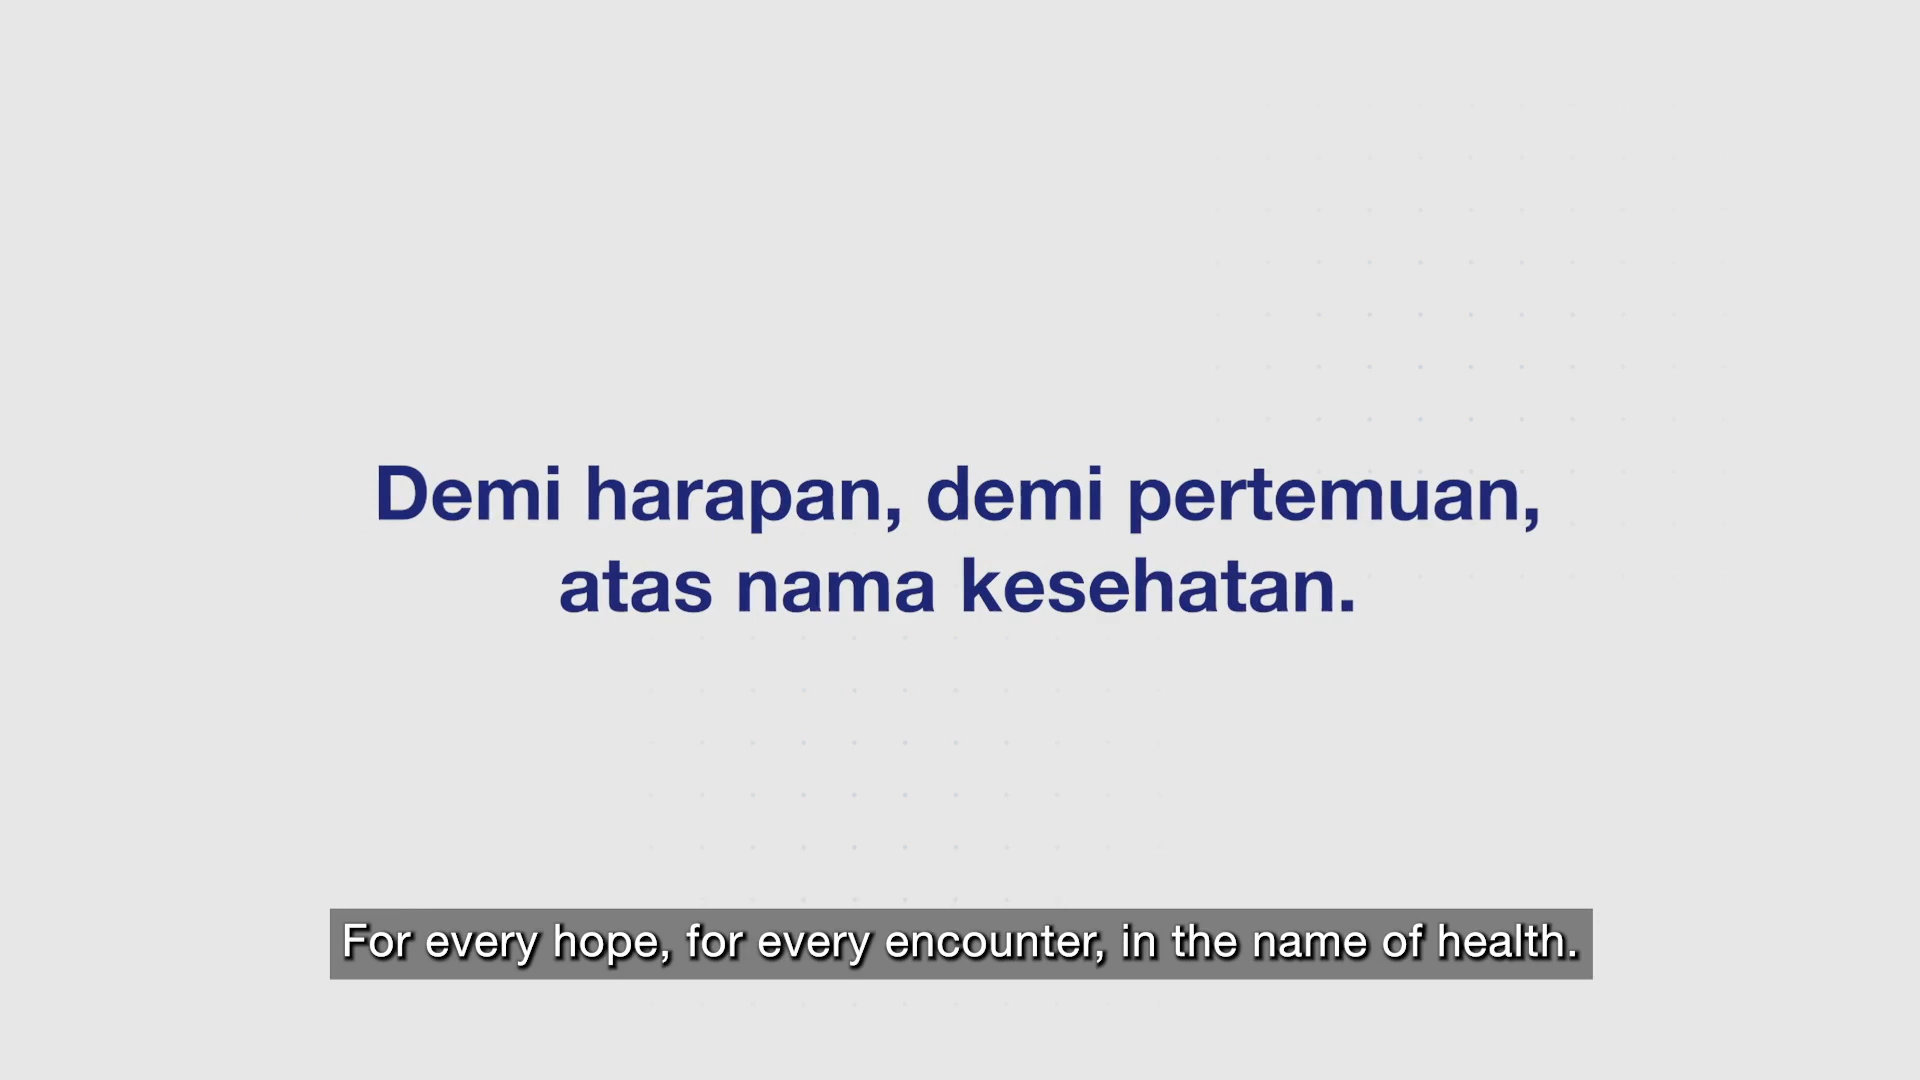 Demi harapan, demi pertemuan,
atas nama kesehatan.
For every hope, for every encounter, in the name of health.